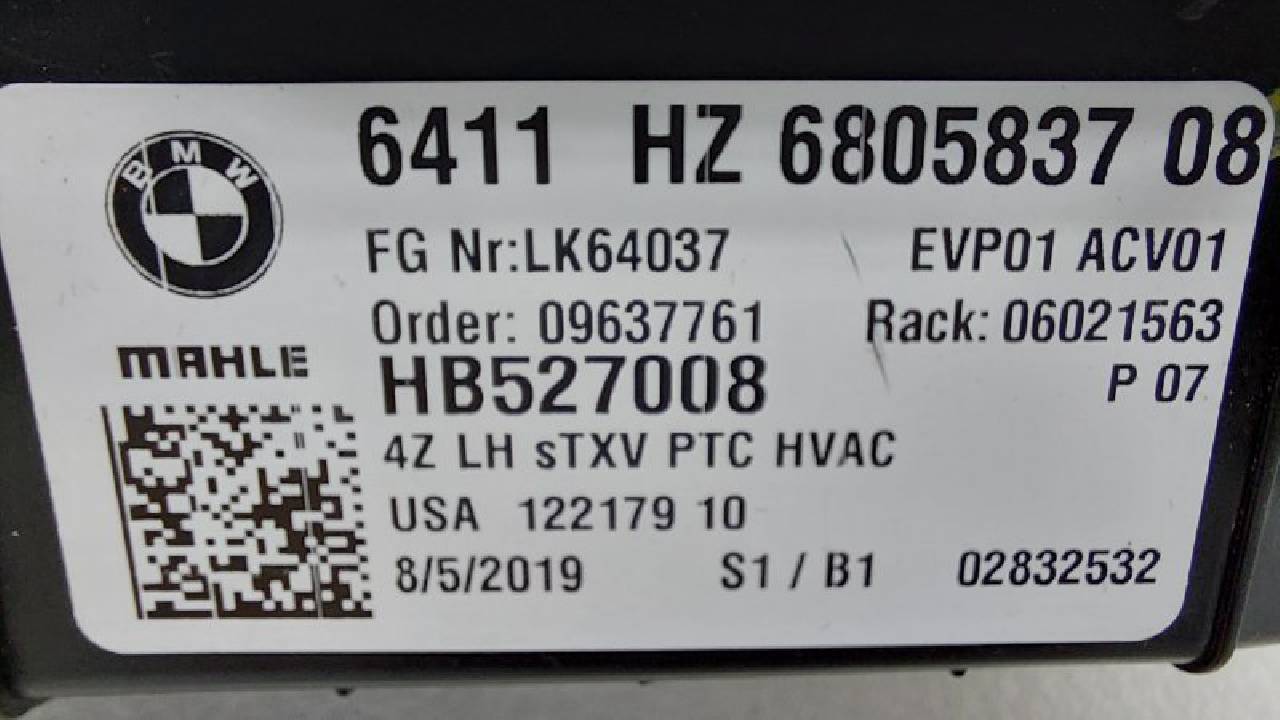 6411 HZ 6805837 08
BMW
FG Nr:LK64037 EVP01 ACV01
Order: 09637761 Rack: 06021563
MAHLE
HB527008 P 07
4Z LH sTXV PTC HVAC
USA 122179 10
8/5/2019 S1 / B1 02832532